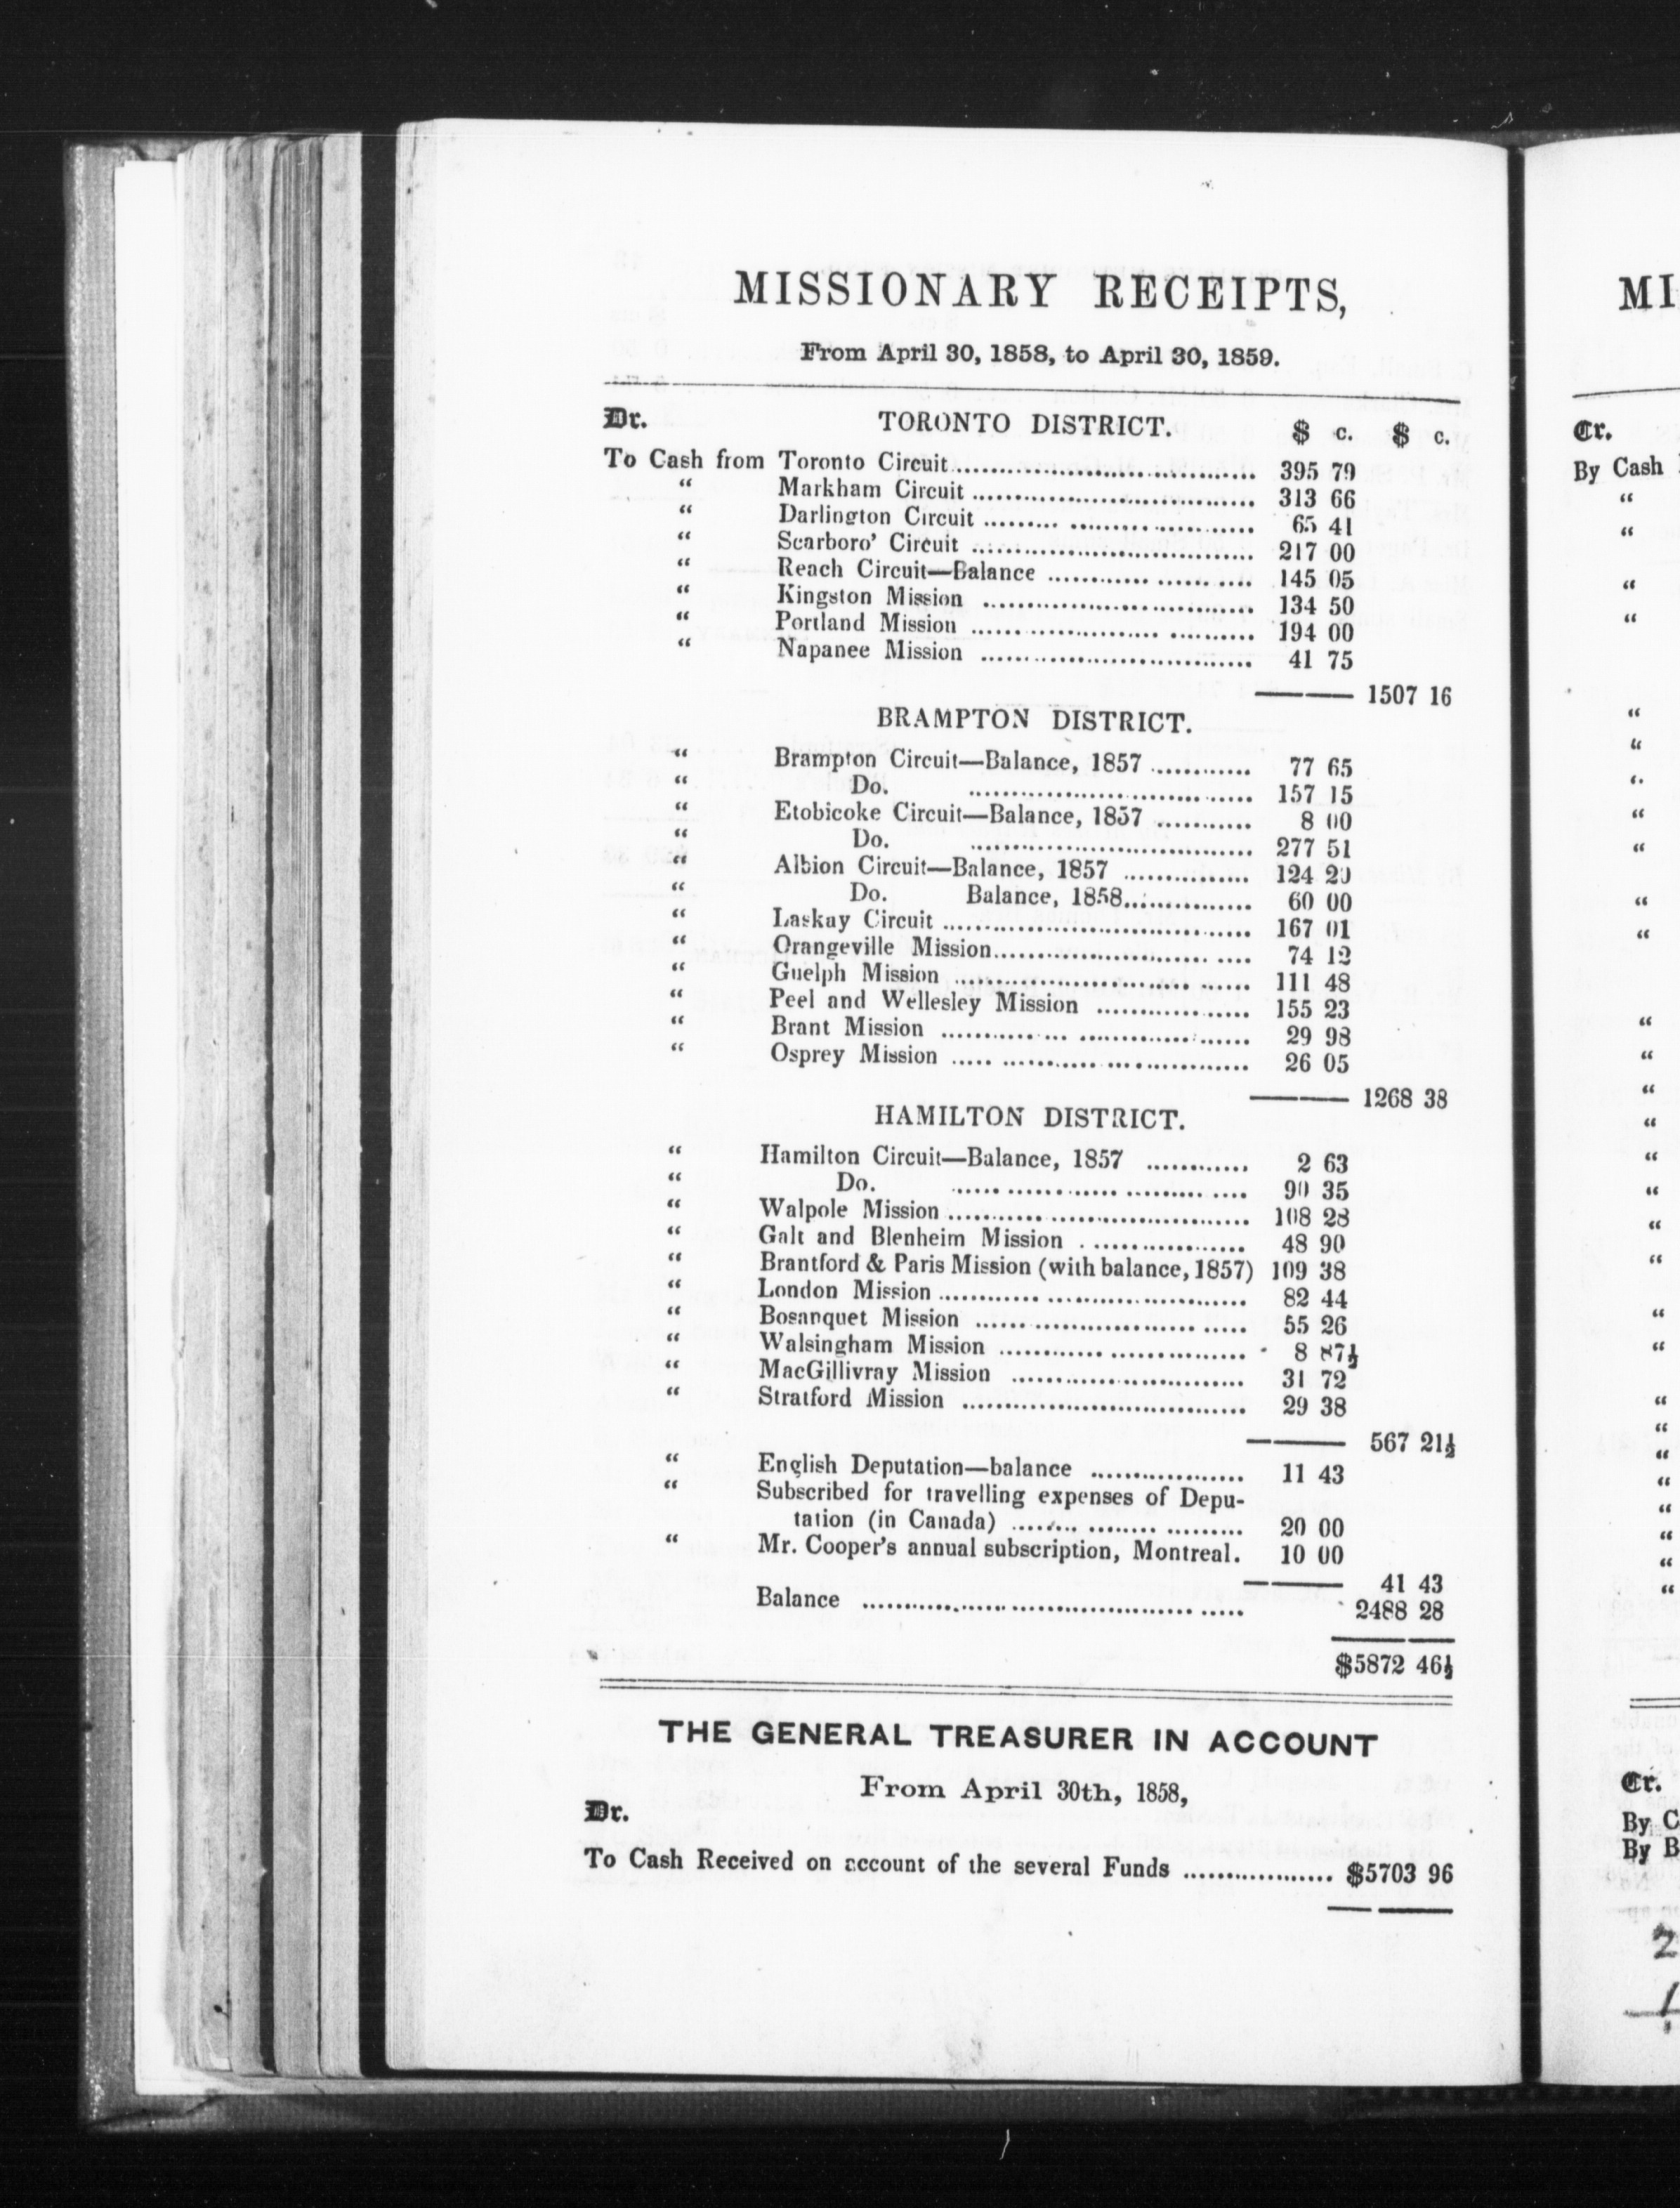 MISSIONARY RECEIPTS,
From April 30, 1858, to April 30, 1859.
Dr. TORONTO DISTRICT. $ c. $ c.
To Cash from Toronto Circuit 395 79
“ Markham Circuit 313 66
“ Darlington Circuit 65 41
“ Scarboro’ Circuit 217 00
“ Reach Circuit—Balance 145 05
“ Kingston Mission 134 50
“ Portland Mission 194 00
“ Napanee Mission 41 75
1507 16
BRAMPTON DISTRICT.
“ Brampton Circuit—Balance, 1857 77 65
“ Do. 157 15
“ Etobicoke Circuit—Balance, 1857 8 00
“ Do. 277 51
“ Albion Circuit—Balance, 1857 124 20
“ Do. Balance, 1858 60 00
“ Laskay Circuit 167 01
“ Orangeville Mission 74 12
“ Guelph Mission 111 48
“ Peel and Wellesley Mission 155 23
“ Brant Mission 29 98
“ Osprey Mission 26 05
1268 38
HAMILTON DISTRICT.
“ Hamilton Circuit—Balance, 1857 2 63
“ Do. 90 35
“ Walpole Mission 108 28
“ Galt and Blenheim Mission 48 90
“ Brantford & Paris Mission (with balance, 1857) 109 38
“ London Mission 82 44
“ Bosanquet Mission 55 26
“ Walsingham Mission 8 87½
“ MacGillivray Mission 31 72
“ Stratford Mission 29 38
567 21½
“ English Deputation—balance 11 43
“ Subscribed for travelling expenses of Depu-
tation (in Canada) 20 00
“ Mr. Cooper’s annual subscription, Montreal. 10 00
41 43
Balance 2488 28
$5872 46½
THE GENERAL TREASURER IN ACCOUNT
From April 30th, 1858,
Dr.
To Cash Received on account of the several Funds $5703 96
MI
Cr.
By Cash
Cr.
By C
By B
2